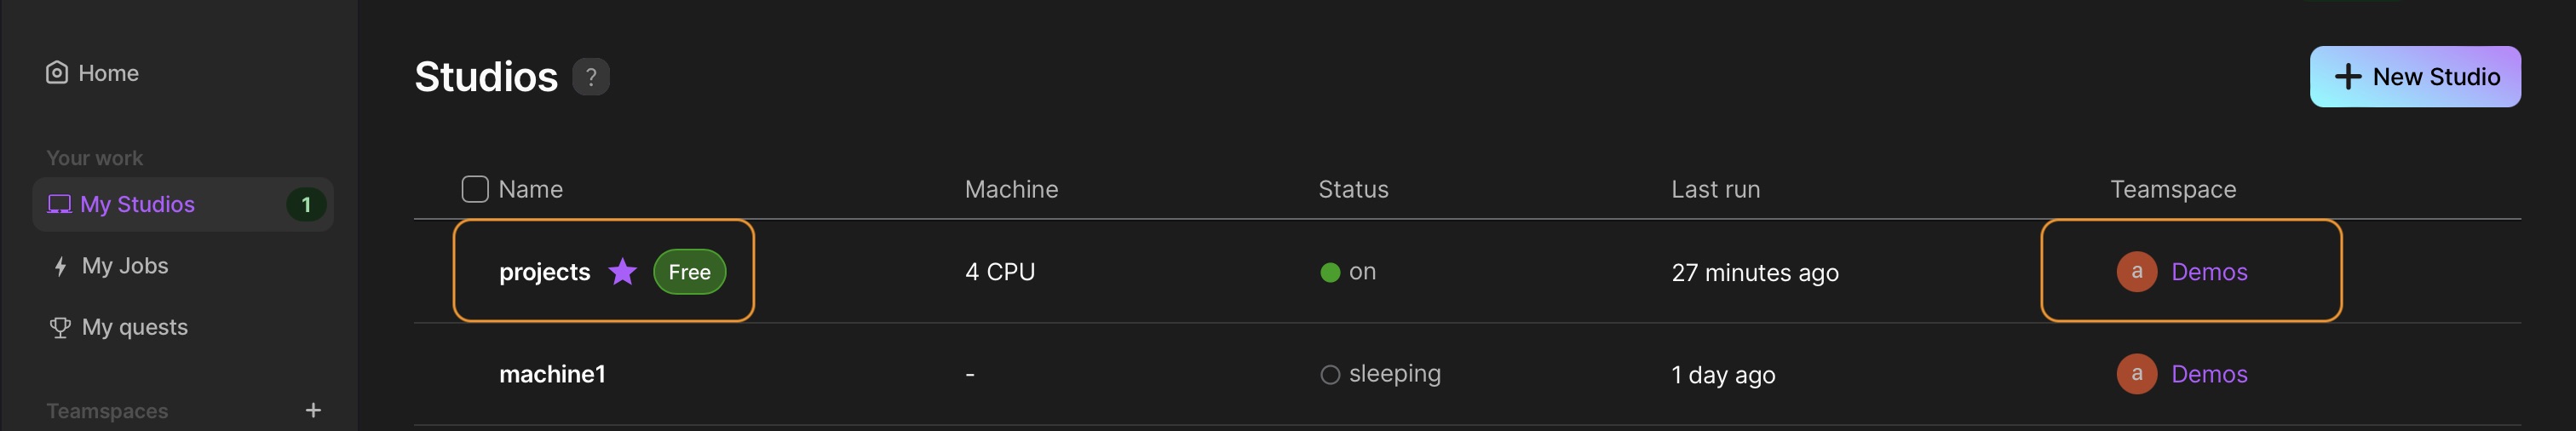 Home
Your work
My Studios 1
My Jobs
My quests
Teamspaces +
Studios ?
+ New Studio
Name Machine Status Last run Teamspace
projects Free 4 CPU on 27 minutes ago a Demos
machine1 - sleeping 1 day ago a Demos